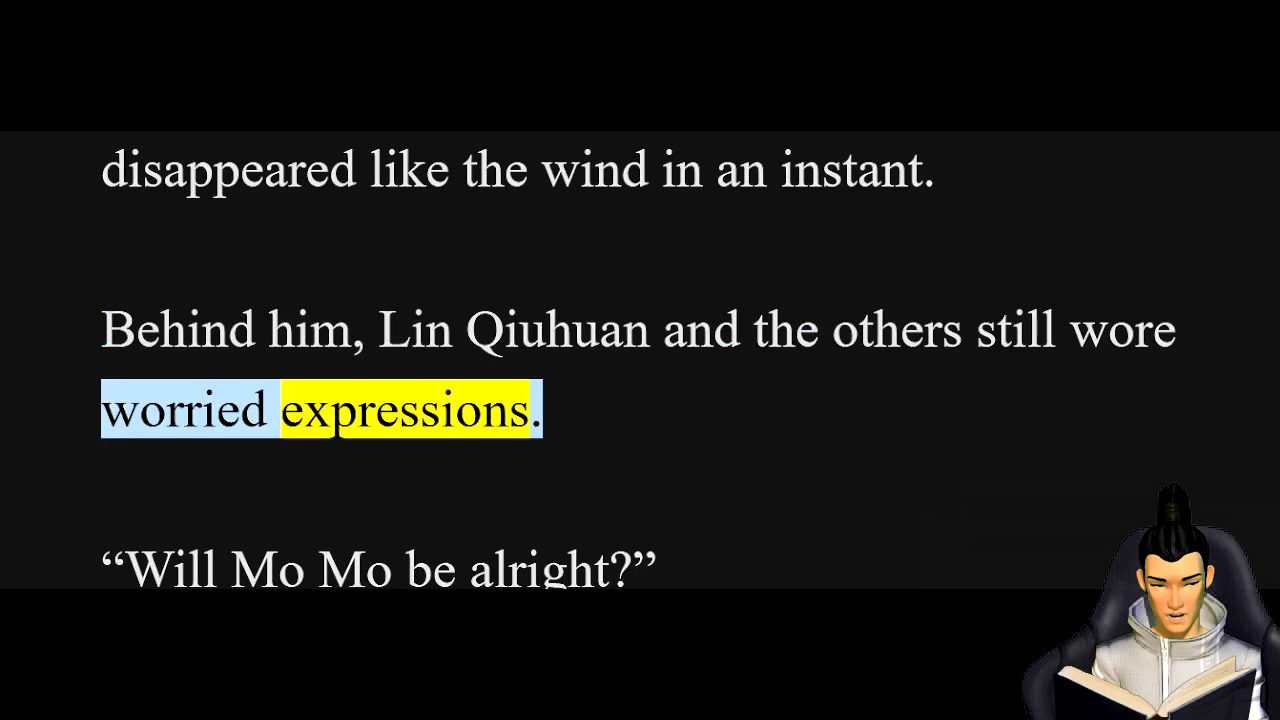 disappeared like the wind in an instant.
Behind him, Lin Qiuhuan and the others still wore
worried expressions.
“Will Mo Mo be alright?”